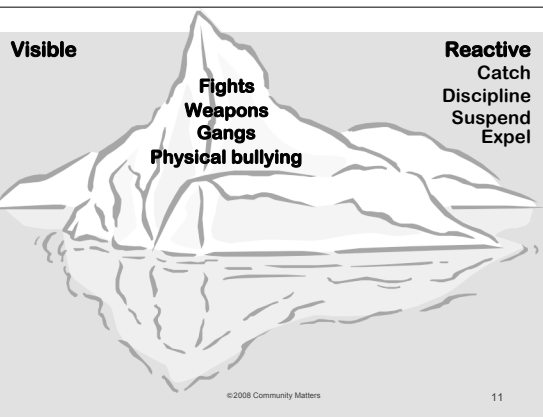 Visible
Fights
Weapons
Gangs
Physical bullying
Reactive
Catch
Discipline
Suspend
Expel
©2008 Community Matters
11